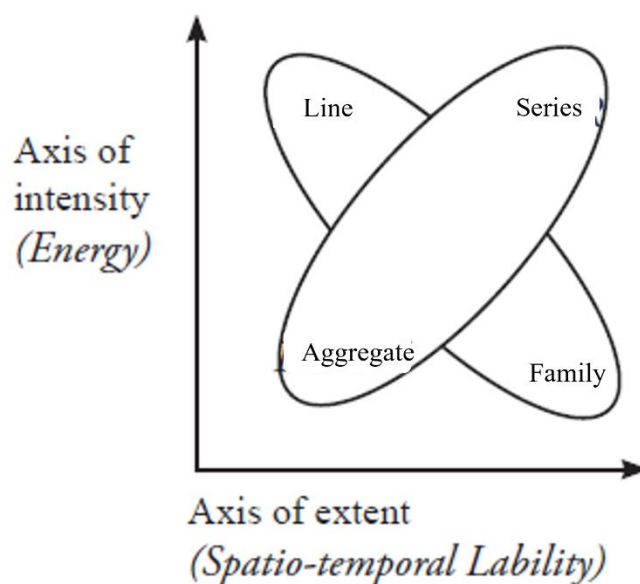 Line
Series
Axis of
intensity
(Energy)
Aggregate
Family
Axis of extent
(Spatio-temporal Lability)